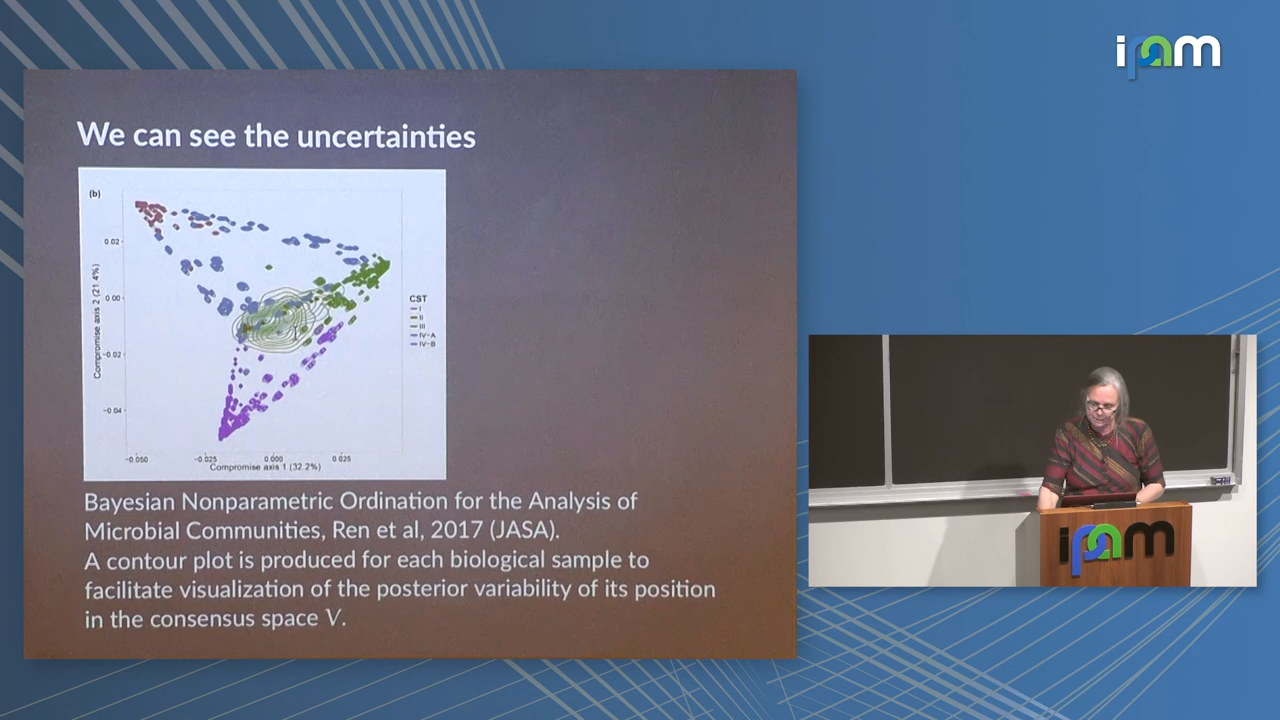 ipam
We can see the uncertainties
(b)
0.02
0.00
−0.02
−0.04
Compromise axis 2 (21.4%)
−0.050
−0.025
0.000
0.025
Compromise axis 1 (32.2%)
CST
I
II
III
IV−A
IV−B
Bayesian Nonparametric Ordination for the Analysis of
Microbial Communities, Ren et al, 2017 (JASA).
A contour plot is produced for each biological sample to
facilitate visualization of the posterior variability of its position
in the consensus space V.
ipam